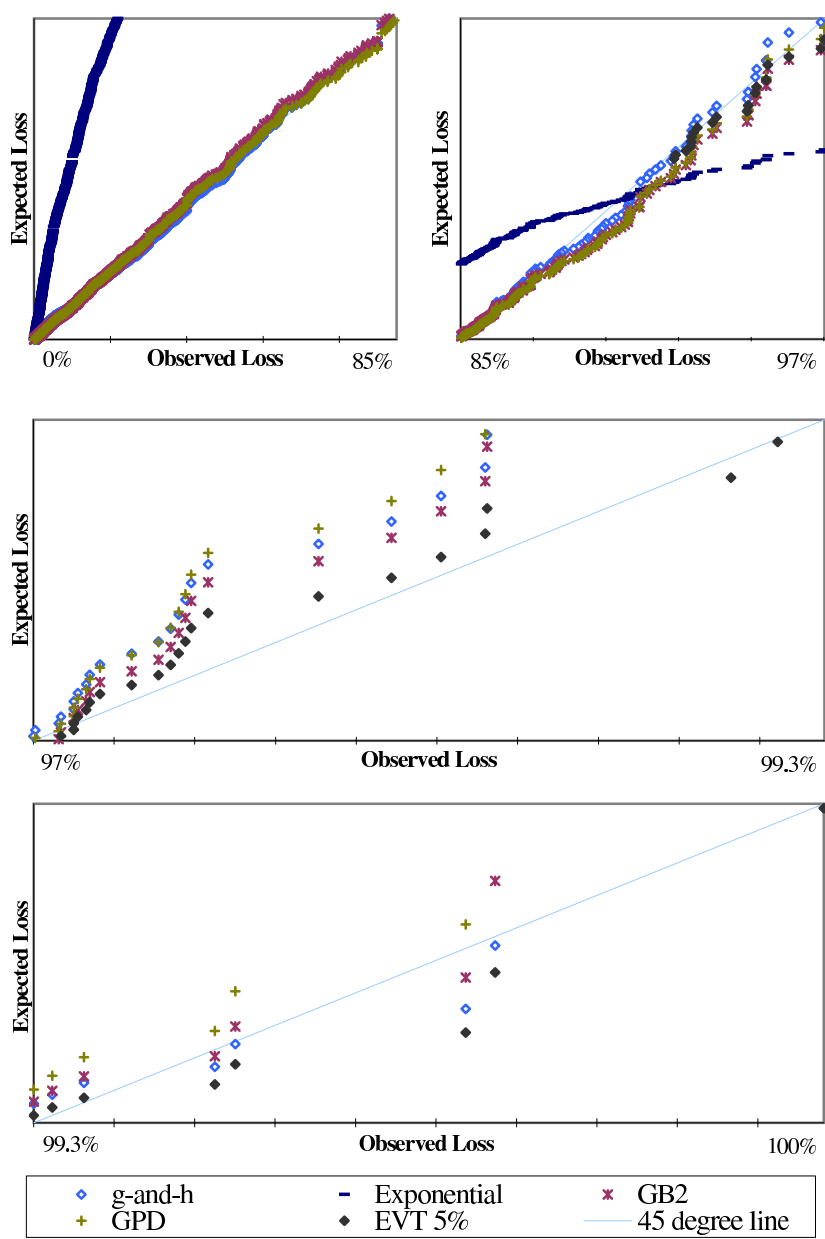 Expected Loss
0%
Observed Loss
85%
Expected Loss
85%
Observed Loss
97%
Expected Loss
97%
Observed Loss
99.3%
Expected Loss
99.3%
Observed Loss
100%
g-and-h
Exponential
GB2
GPD
EVT 5%
45 degree line